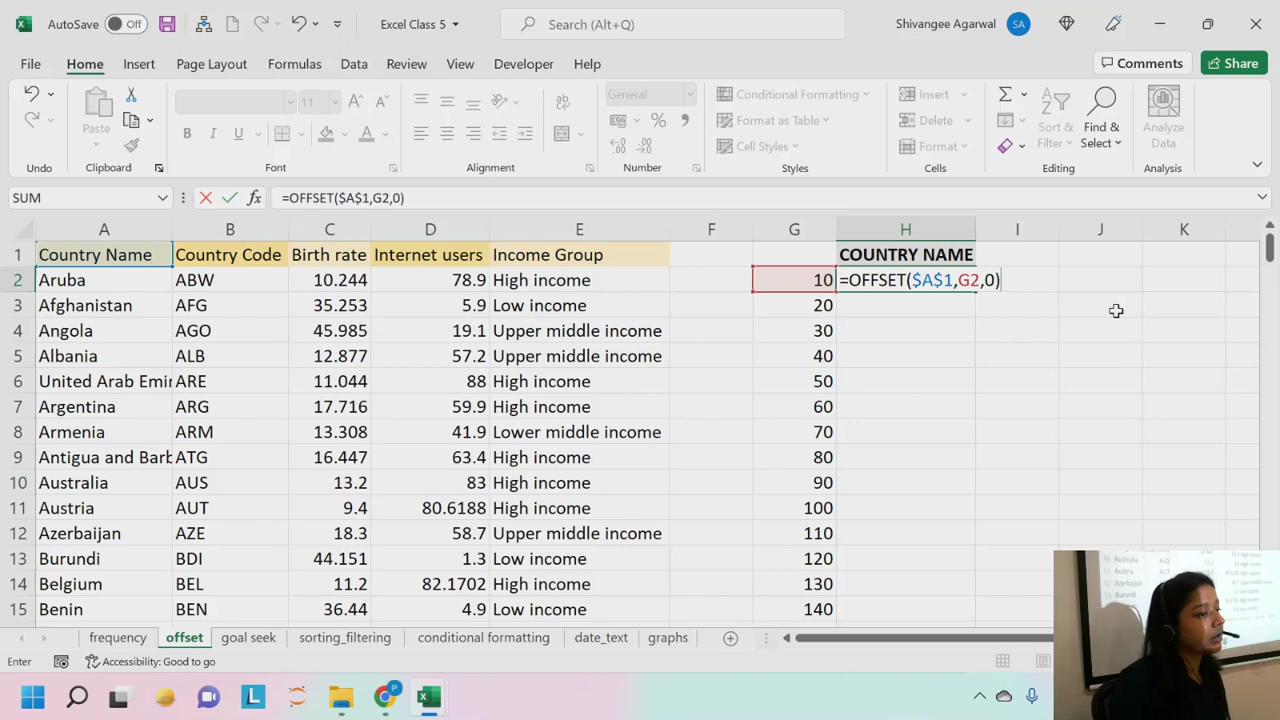 AutoSave Off Excel Class 5 Search (Alt+Q) Shivangee Agarwal SA
File Home Insert Page Layout Formulas Data Review View Developer Help Comments Share
Paste 11 General Conditional Formatting Insert Sort & Find & Analyze
Format as Table Delete Filter Select Data
Cell Styles Format
Undo Clipboard Font Alignment Number Styles Cells Editing Analysis
SUM =OFFSET($A$1,G2,0)
A B C D E F G H I J K
1 Country Name Country Code Birth rate Internet users Income Group COUNTRY NAME
2 Aruba ABW 10.244 78.9 High income 10 =OFFSET($A$1,G2,0)
3 Afghanistan AFG 35.253 5.9 Low income 20
4 Angola AGO 45.985 19.1 Upper middle income 30
5 Albania ALB 12.877 57.2 Upper middle income 40
6 United Arab Emir ARE 11.044 88 High income 50
7 Argentina ARG 17.716 59.9 High income 60
8 Armenia ARM 13.308 41.9 Lower middle income 70
9 Antigua and Barb ATG 16.447 63.4 High income 80
10 Australia AUS 13.2 83 High income 90
11 Austria AUT 9.4 80.6188 High income 100
12 Azerbaijan AZE 18.3 58.7 Upper middle income 110
13 Burundi BDI 44.151 1.3 Low income 120
14 Belgium BEL 11.2 82.1702 High income 130
15 Benin BEN 36.44 4.9 Low income 140
frequency offset goal seek sorting_filtering conditional formatting date_text graphs
Enter Accessibility: Good to go